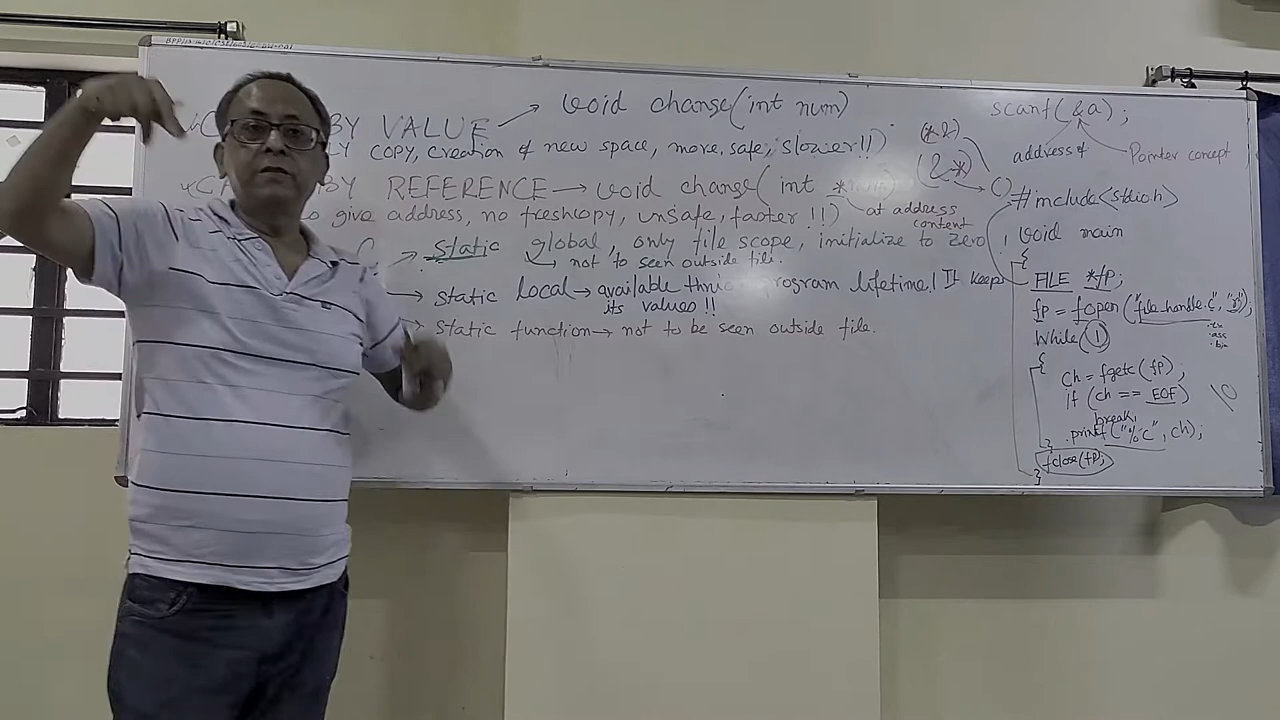 BY VALUE → void change(int num)
COPY, creation of new space, more safe, slower!!)
BY REFERENCE → void change( int *
to give address, no fresh copy, unsafe, faster !!)
at address
content
→ static global, only file scope, initialize to zero!
not to seen outside file.
→ static Local → available thro program lifetime! It keeps
its values !!
→ Static function → not to be seen outside file.
scanf(&a);
address of
Pointer concept
(*&)
(&*)
#include<stdio.h>
void main
{
FILE *fp;
fp = fopen("file_handle.c", "r");
While(1)
{
Ch = fgetc(fp),
if (ch == EOF)
break,
printf("%c", ch);
}
fclose(fp);
}